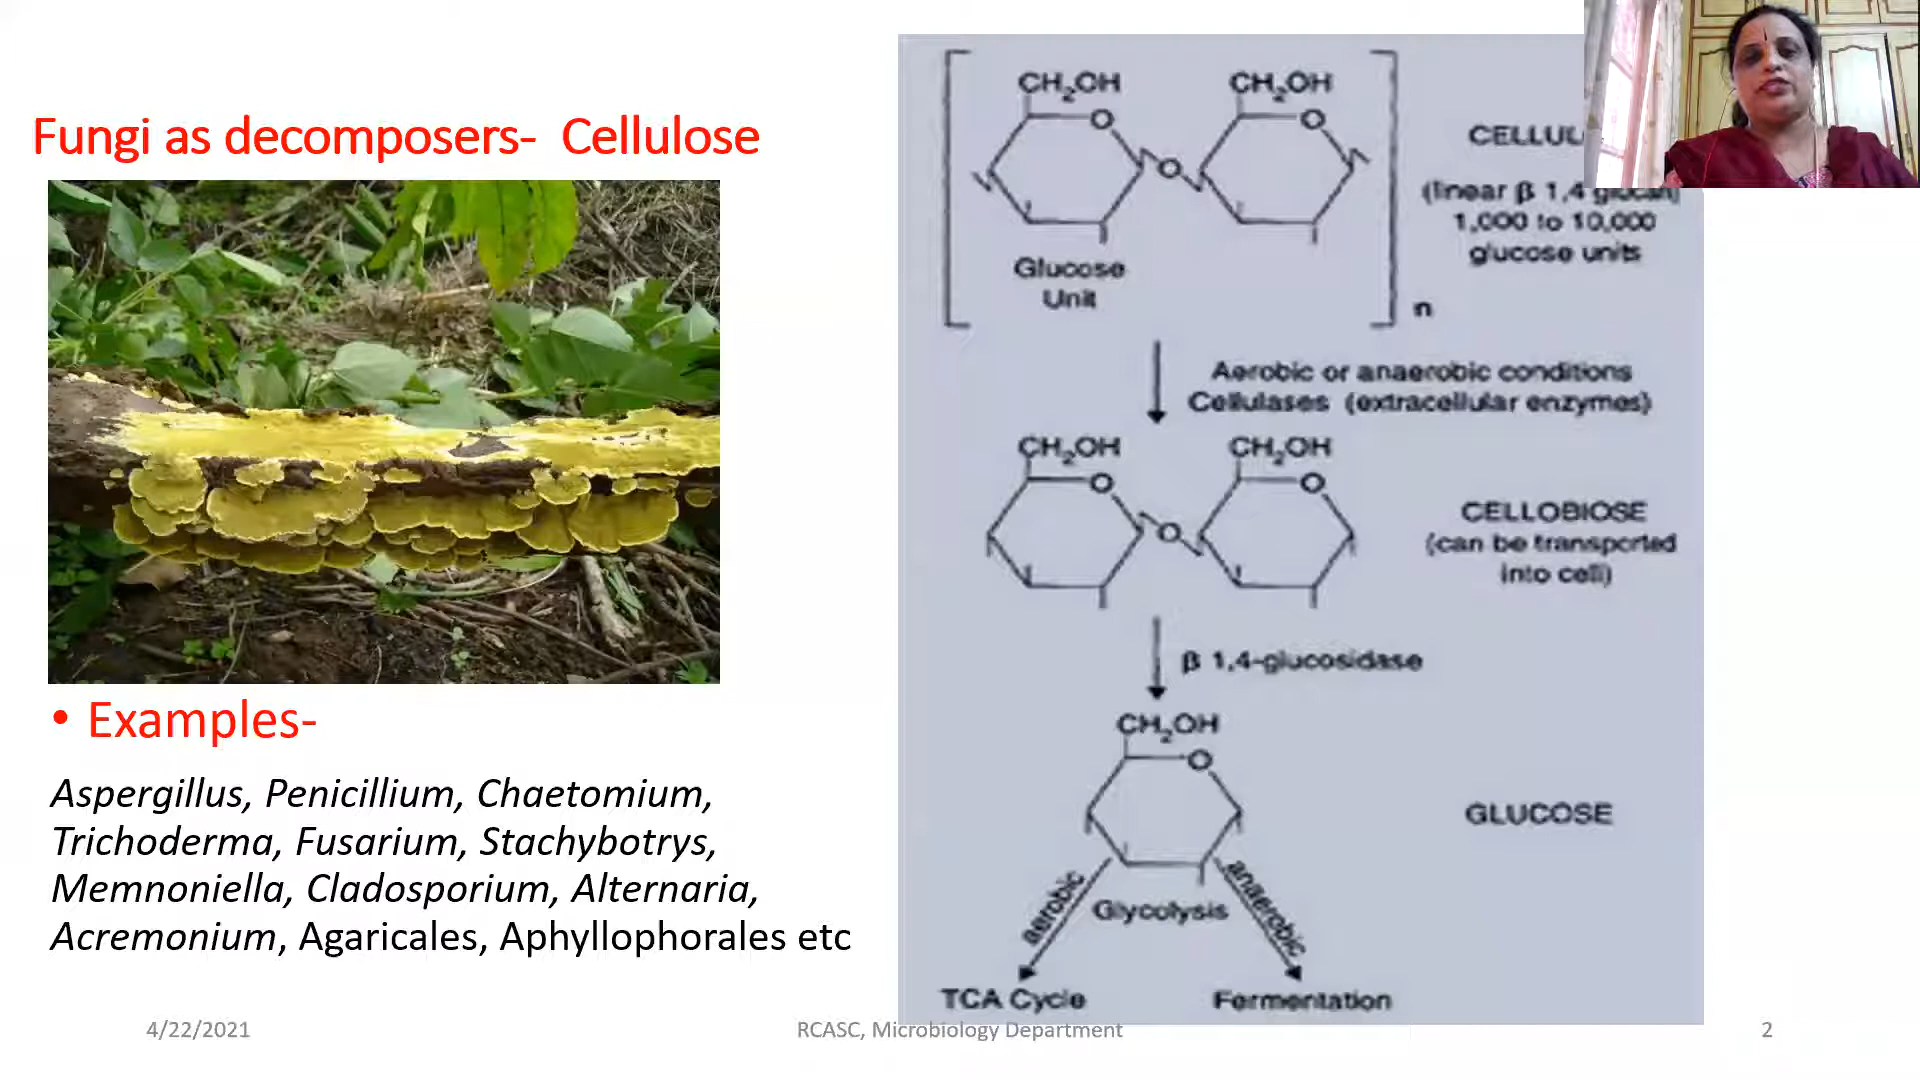 Fungi as decomposers- Cellulose
• Examples-
Aspergillus, Penicillium, Chaetomium,
Trichoderma, Fusarium, Stachybotrys,
Memnoniella, Cladosporium, Alternaria,
Acremonium, Agaricales, Aphyllophorales etc
CH2OH
CH2OH
O
O
O
Glucose
Unit
n
(linear β 1,4 glucan)
1,000 to 10,000
glucose units
Aerobic or anaerobic conditions
Cellulases (extracellular enzymes)
CH2OH
CH2OH
O
O
O
CELLOBIOSE
(can be transported
into cell)
β 1,4-glucosidase
CH2OH
O
GLUCOSE
aerobic
Glycolysis
anaerobic
TCA Cycle
Fermentation
4/22/2021
RCASC, Microbiology Department
2